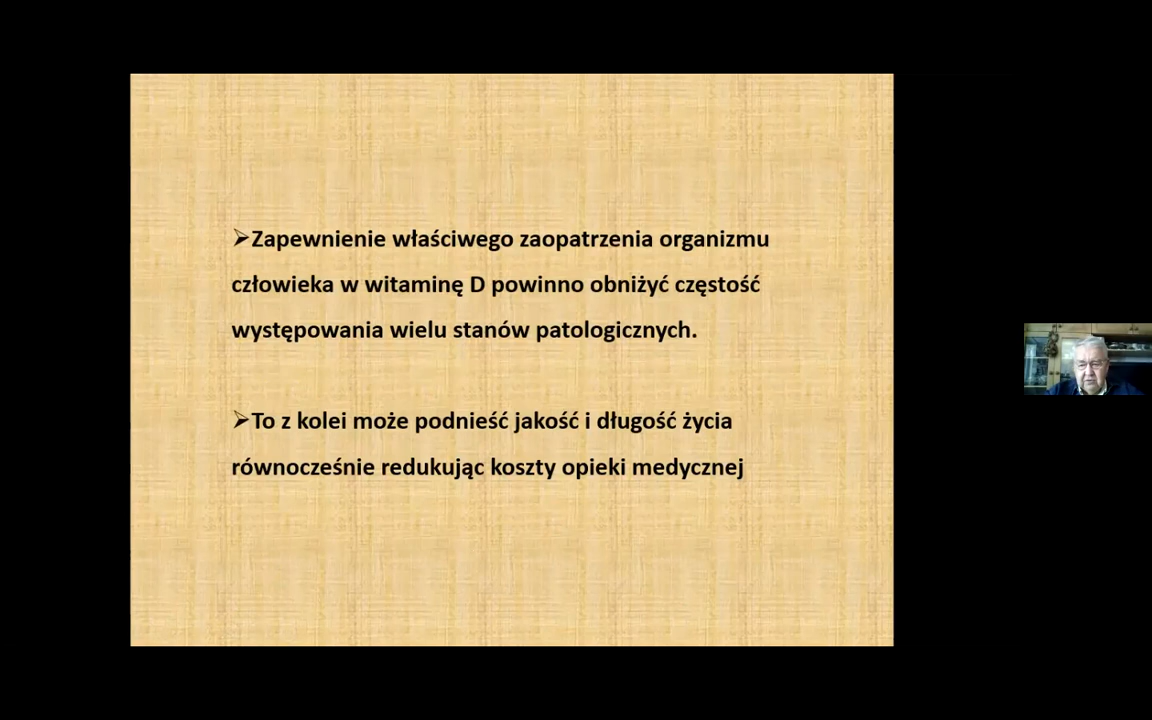 ➢Zapewnienie właściwego zaopatrzenia organizmu
człowieka w witaminę D powinno obniżyć częstość
występowania wielu stanów patologicznych.
➢To z kolei może podnieść jakość i długość życia
równocześnie redukując koszty opieki medycznej